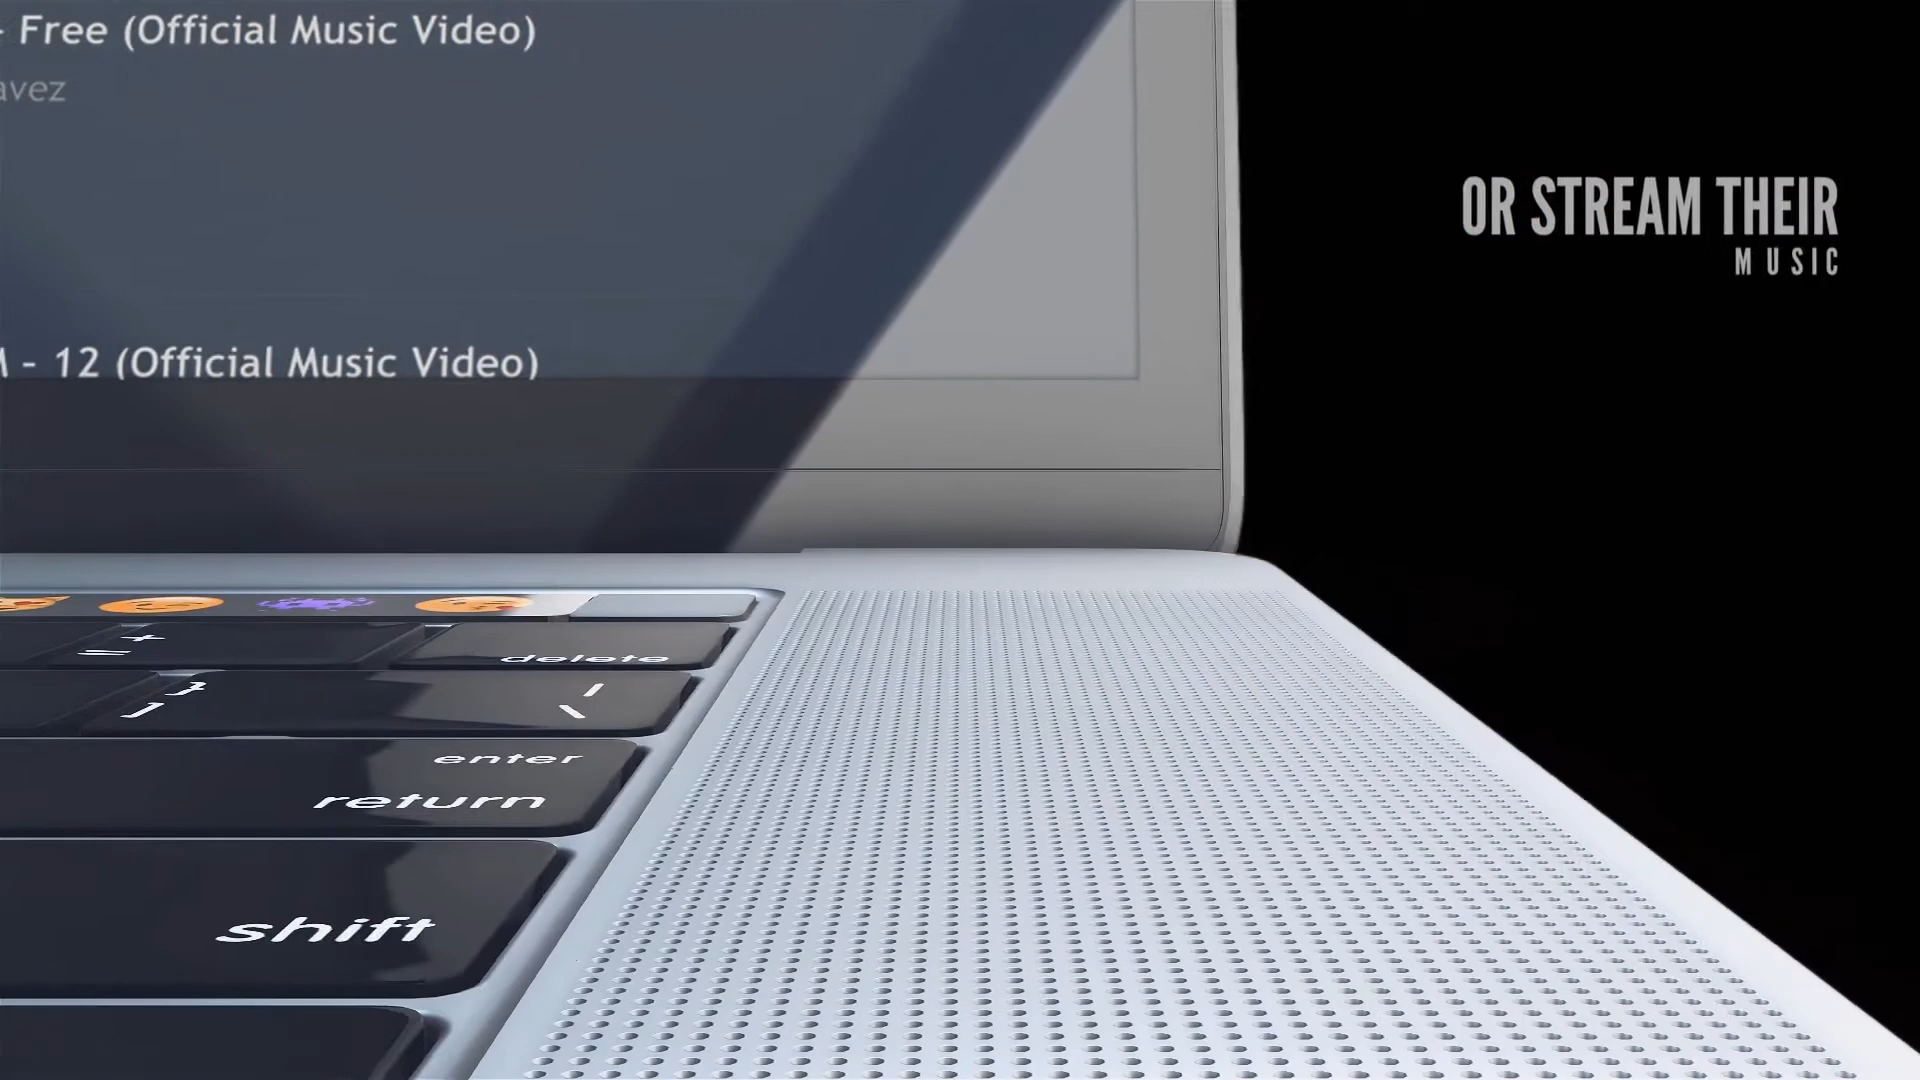 - Free (Official Music Video)
avez
OR STREAM THEIR
MUSIC
- 12 (Official Music Video)
+
=
delete
}
]
|
\
enter
return
shift